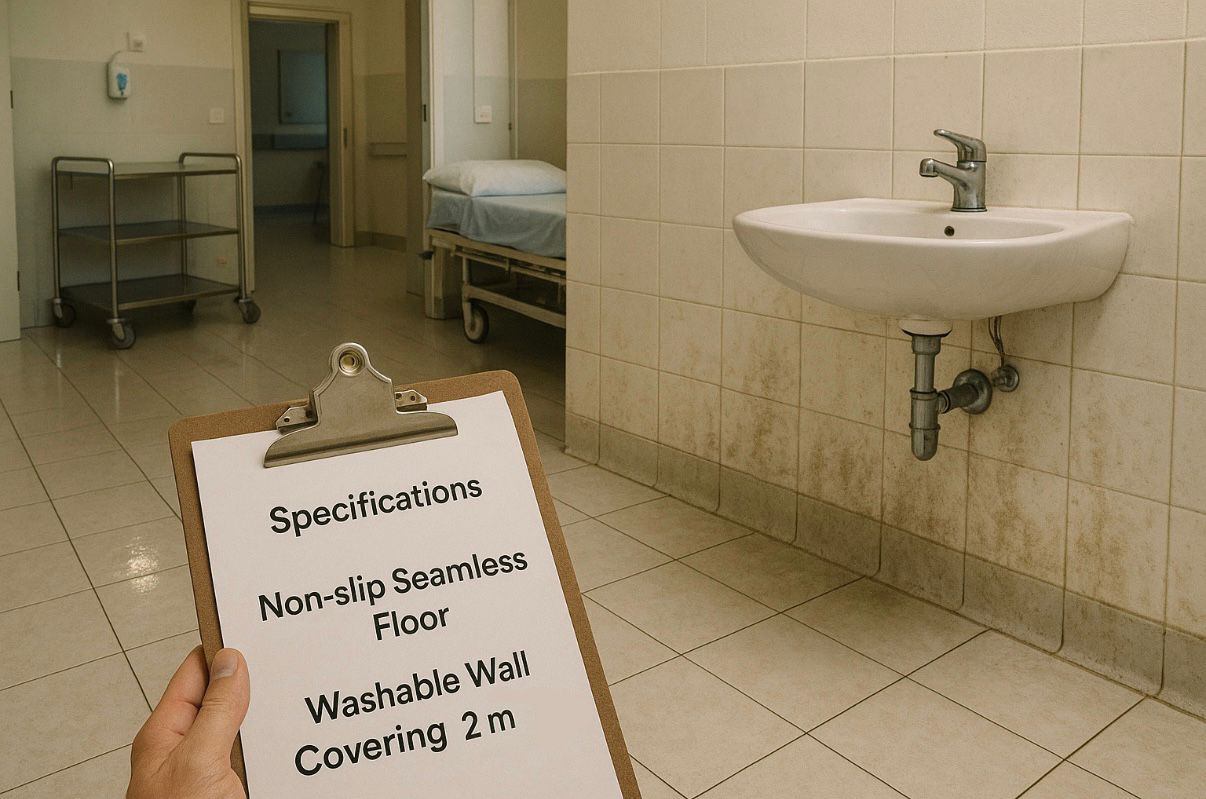 Specifications
Non-slip Seamless
Floor
Washable Wall
Covering 2 m